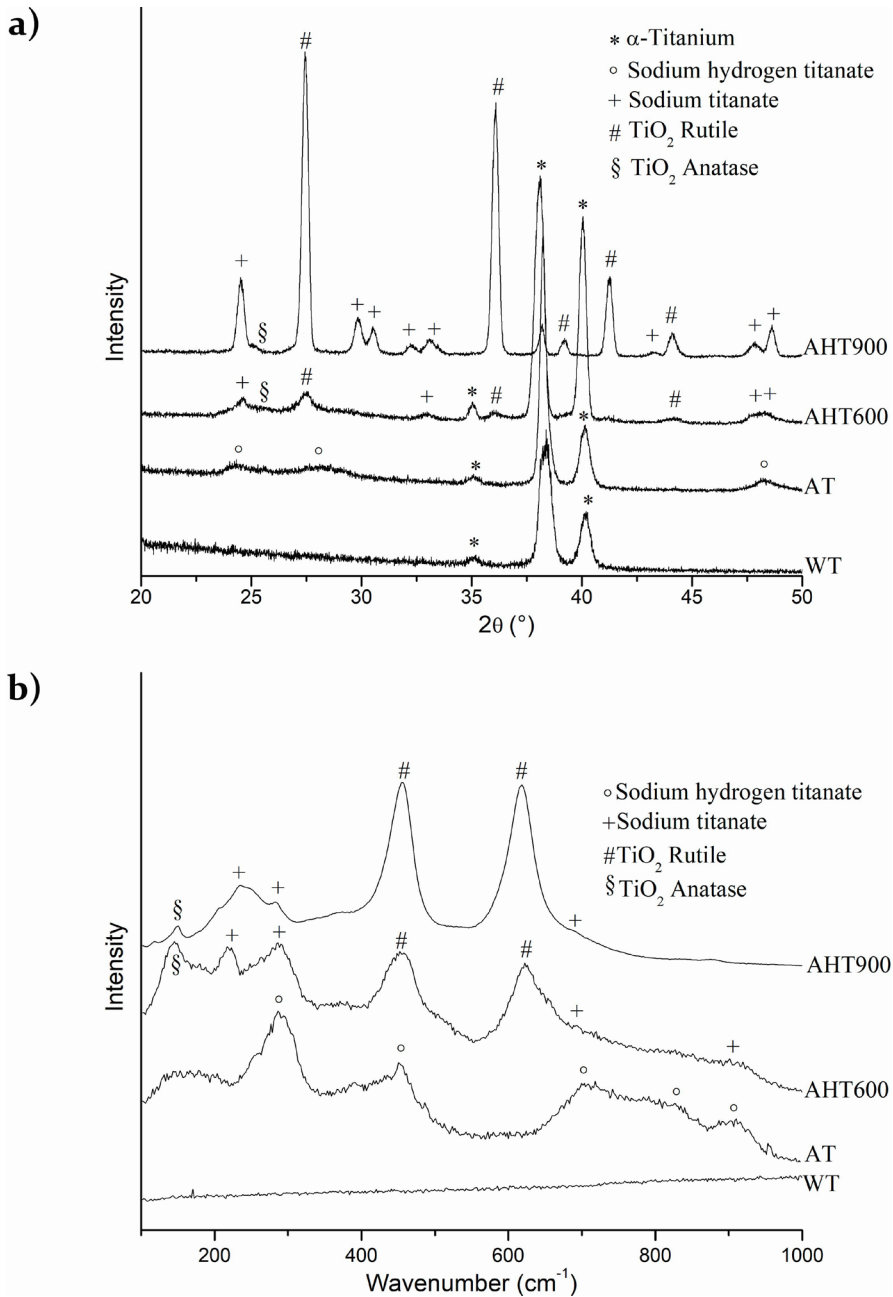 a)
#
* α-Titanium
○ Sodium hydrogen titanate
+ Sodium titanate
# TiO2 Rutile
§ TiO2 Anatase
#
*
*
+
§
+
+
+
+
#
#
#
+
+
+
AHT900
+
§
#
+
*
#
#
+
+
AHT600
○
○
*
*
○
AT
*
*
WT
Intensity
20
25
30
35
40
45
50
2θ (°)
b)
#
#
○ Sodium hydrogen titanate
+ Sodium titanate
# TiO2 Rutile
§ TiO2 Anatase
§
+
+
+
AHT900
§
+
+
#
#
+
+
AHT600
○
○
○
○
○
AT
WT
Intensity
200
400
600
800
1000
Wavenumber (cm-1)